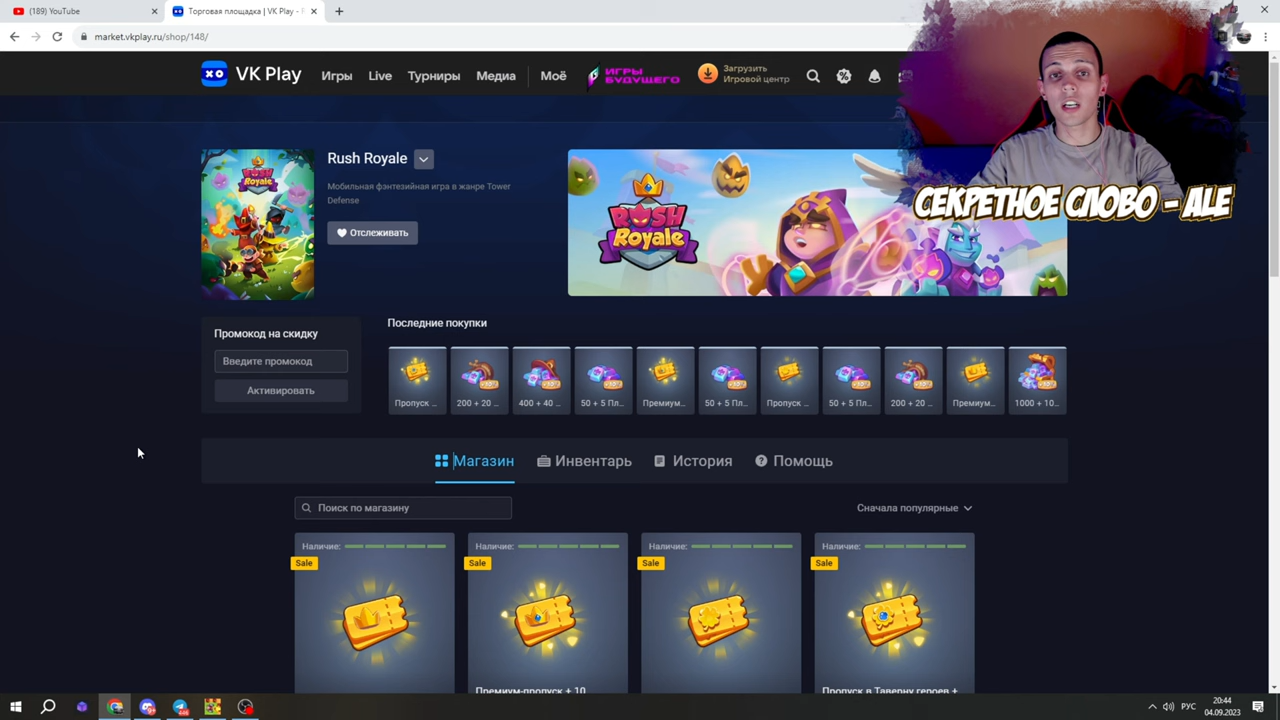 (189) YouTube
Торговая площадка | VK Play - F
market.vkplay.ru/shop/148/
VK Play
Игры
Live
Турниры
Медиа
Моё
ИГРЫ
БУДУЩЕГО
Загрузить
Игровой центр
Rush Royale
Мобильная фэнтезийная игра в жанре Tower
Defense
Отслеживать
RUSH
Royale
RUSH
Royale
СЕКРЕТНОЕ СЛОВО - ALE
Промокод на скидку
Введите промокод
Активировать
Последние покупки
Пропуск ...
200 + 20 ...
400 + 40 ...
50 + 5 Пл...
Премиум...
50 + 5 Пл...
Пропуск ...
50 + 5 Пл...
200 + 20 ...
Премиум...
1000 + 10...
Магазин
Инвентарь
История
Помощь
Поиск по магазину
Сначала популярные
Наличие:
Sale
Наличие:
Sale
Премиум-пропуск + 10
Наличие:
Sale
Наличие:
Sale
Пропуск в Таверну героев +
РУС
20:44
04.09.2023